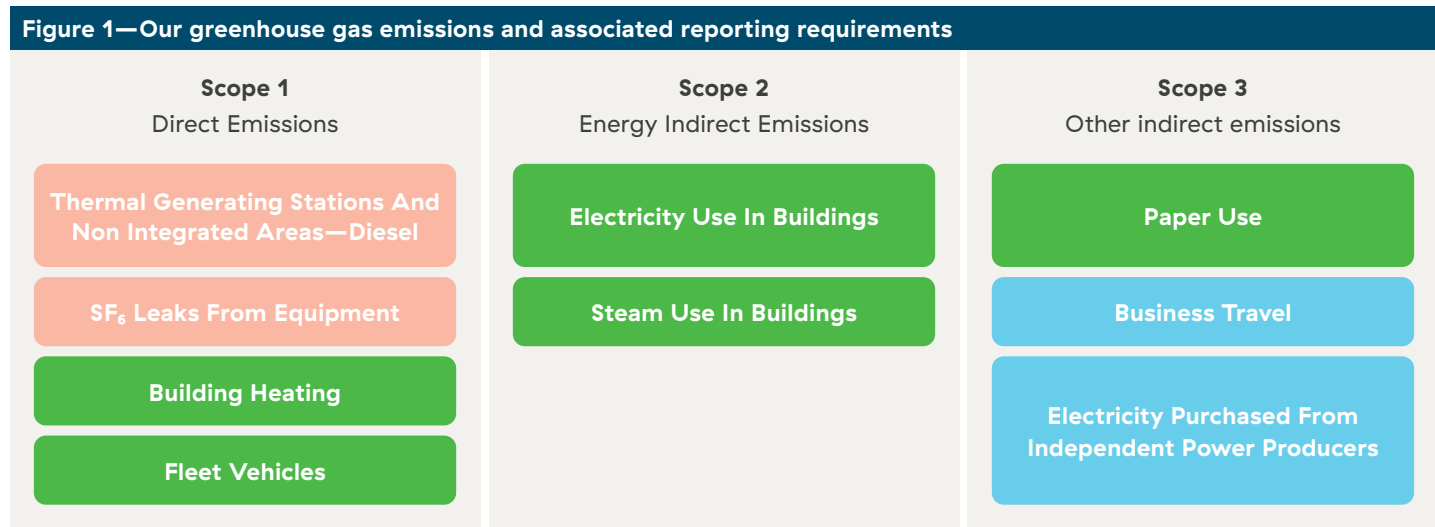 Figure 1—Our greenhouse gas emissions and associated reporting requirements
Scope 1
Direct Emissions
Thermal Generating Stations And
Non Integrated Areas—Diesel
SF₆ Leaks From Equipment
Building Heating
Fleet Vehicles
Scope 2
Energy Indirect Emissions
Electricity Use In Buildings
Steam Use In Buildings
Scope 3
Other indirect emissions
Paper Use
Business Travel
Electricity Purchased From
Independent Power Producers